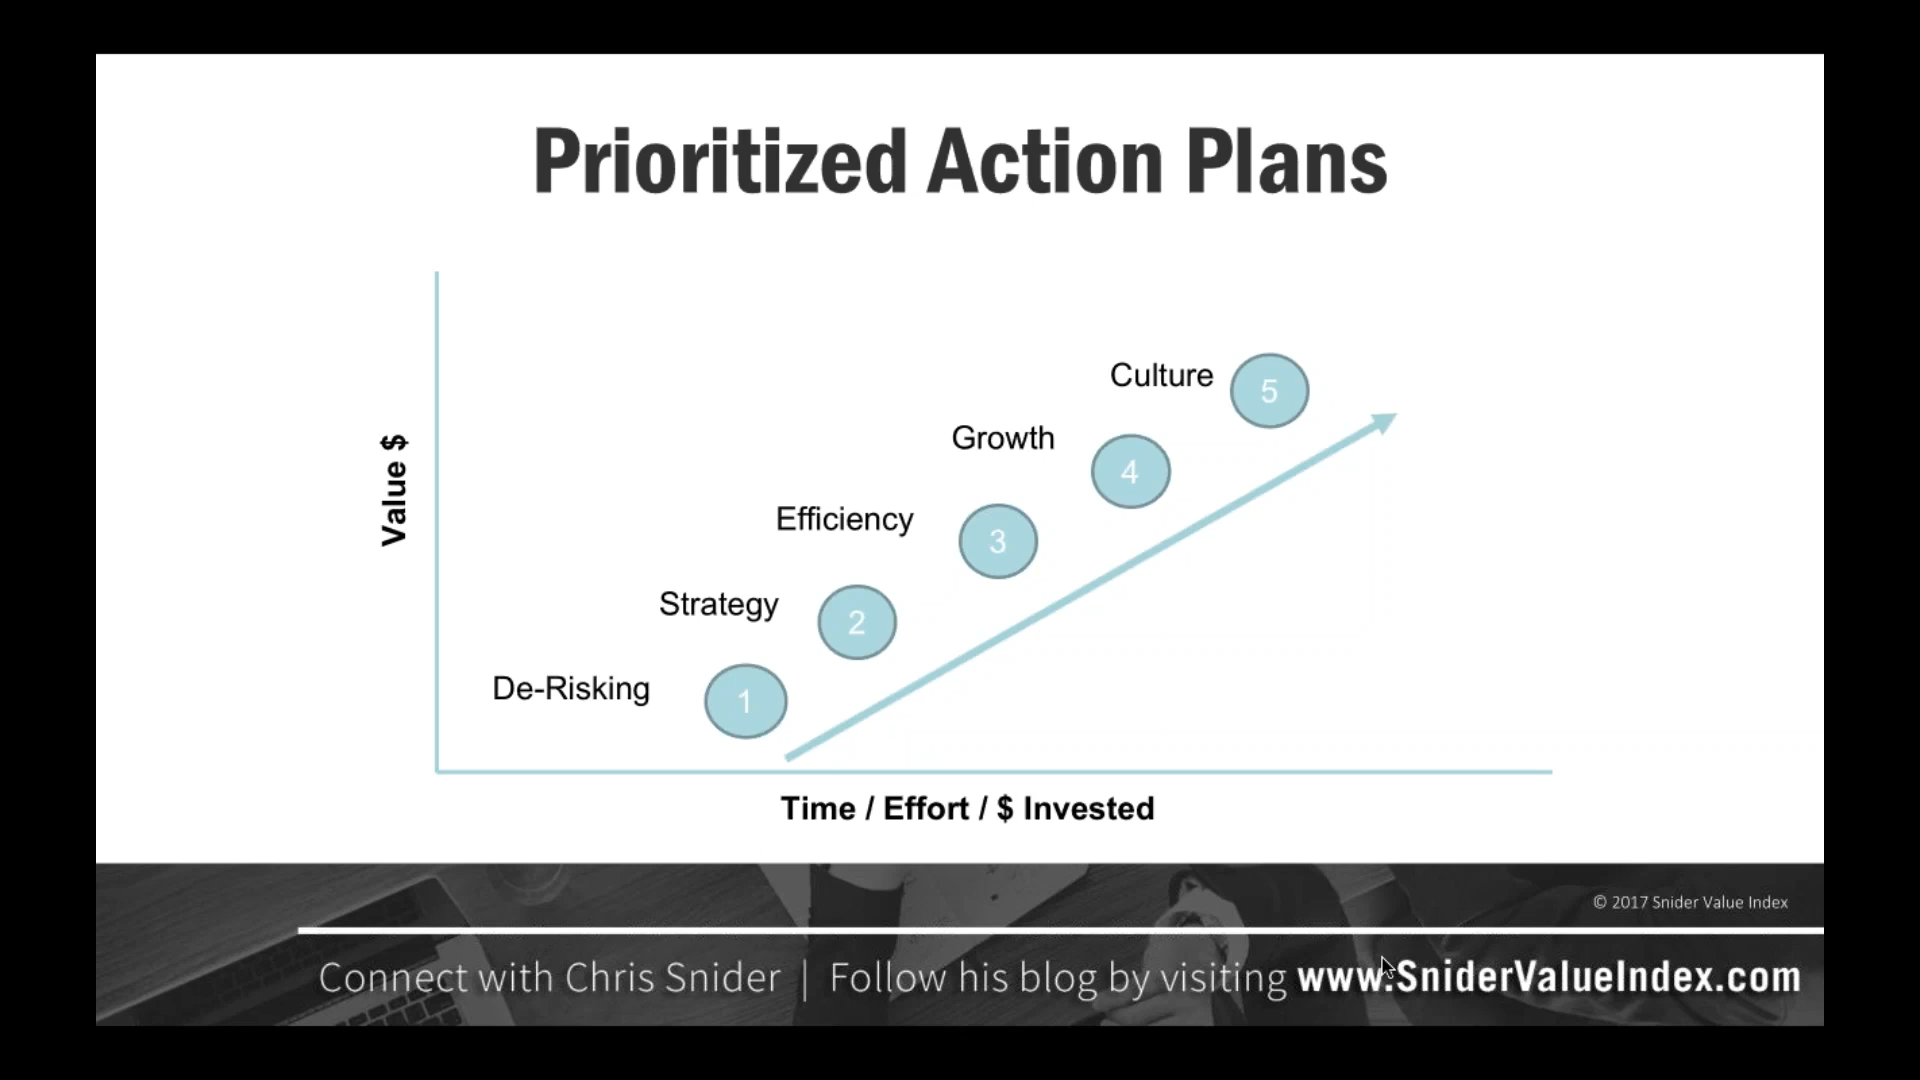 Prioritized Action Plans
Value $
Culture 5
Growth 4
Efficiency 3
Strategy 2
De-Risking 1
Time / Effort / $ Invested
© 2017 Snider Value Index
Connect with Chris Snider | Follow his blog by visiting www.SniderValueIndex.com